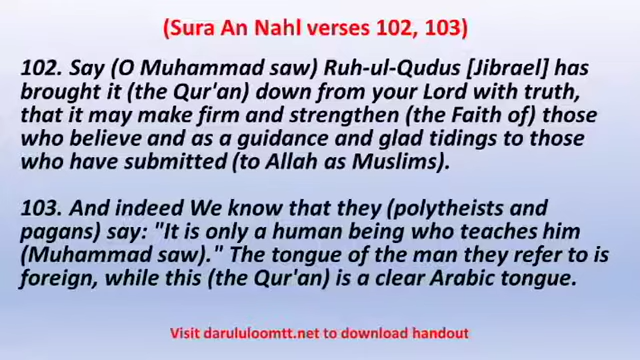 (Sura An Nahl verses 102, 103)
102. Say (O Muhammad saw) Ruh-ul-Qudus [Jibrael] has
brought it (the Qur'an) down from your Lord with truth,
that it may make firm and strengthen (the Faith of) those
who believe and as a guidance and glad tidings to those
who have submitted (to Allah as Muslims).
103. And indeed We know that they (polytheists and
pagans) say: "It is only a human being who teaches him
(Muhammad saw)." The tongue of the man they refer to is
foreign, while this (the Qur'an) is a clear Arabic tongue.
Visit darululoomtt.net to download handout